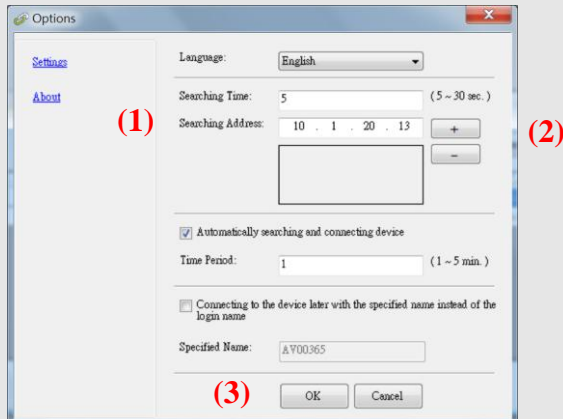 Options
Settings
About
Language:
English
Searching Time:
5
( 5 ~ 30 sec. )
(1)
Searching Address:
10 . 1 . 20 . 13
+
(2)
-
Automatically searching and connecting device
Time Period:
1
( 1 ~ 5 min. )
Connecting to the device later with the specified name instead of the
login name
Specified Name:
AV00365
(3)
OK
Cancel